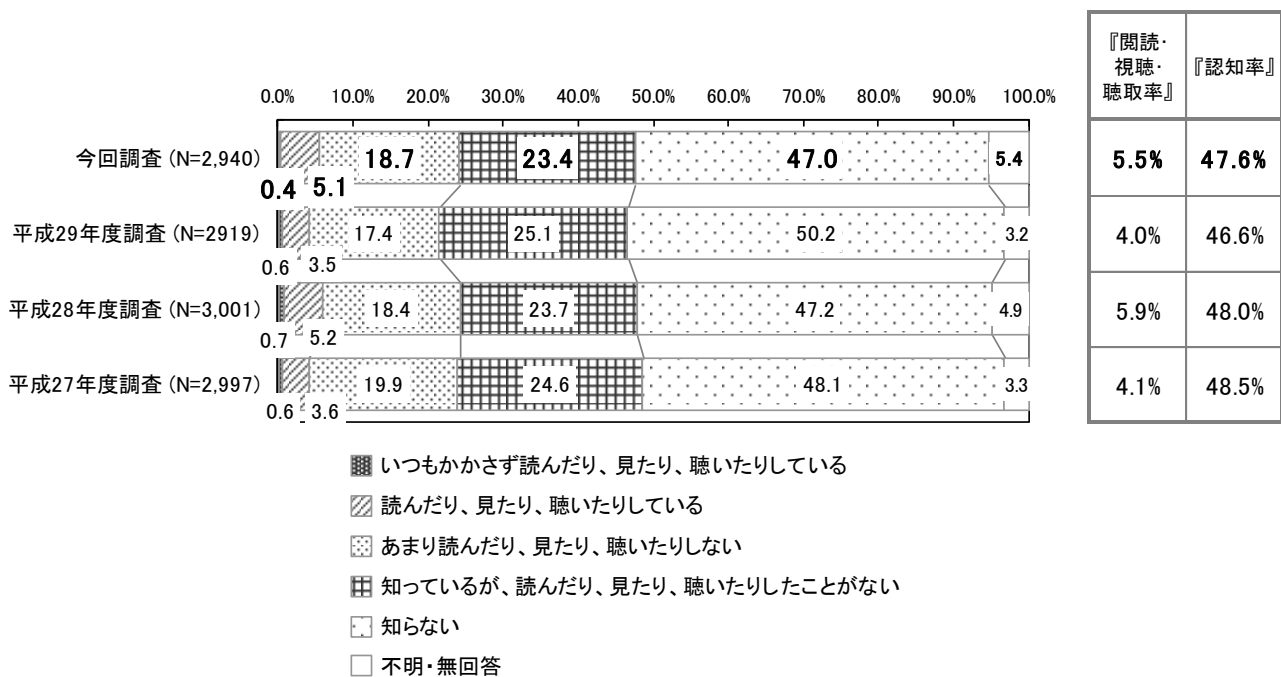 『閲読・
視聴・
聴取率』
『認知率』
0.0% 10.0% 20.0% 30.0% 40.0% 50.0% 60.0% 70.0% 80.0% 90.0% 100.0%
今回調査 (N=2,940)
18.7 23.4 47.0 5.4
0.4 5.1
5.5% 47.6%
平成29年度調査 (N=2919)
17.4 25.1 50.2 3.2
0.6 3.5
4.0% 46.6%
平成28年度調査 (N=3,001)
18.4 23.7 47.2 4.9
0.7 5.2
5.9% 48.0%
平成27年度調査 (N=2,997)
19.9 24.6 48.1 3.3
0.6 3.6
4.1% 48.5%
いつもかかさず読んだり、見たり、聴いたりしている
読んだり、見たり、聴いたりしている
あまり読んだり、見たり、聴いたりしない
知っているが、読んだり、見たり、聴いたりしたことがない
知らない
不明・無回答